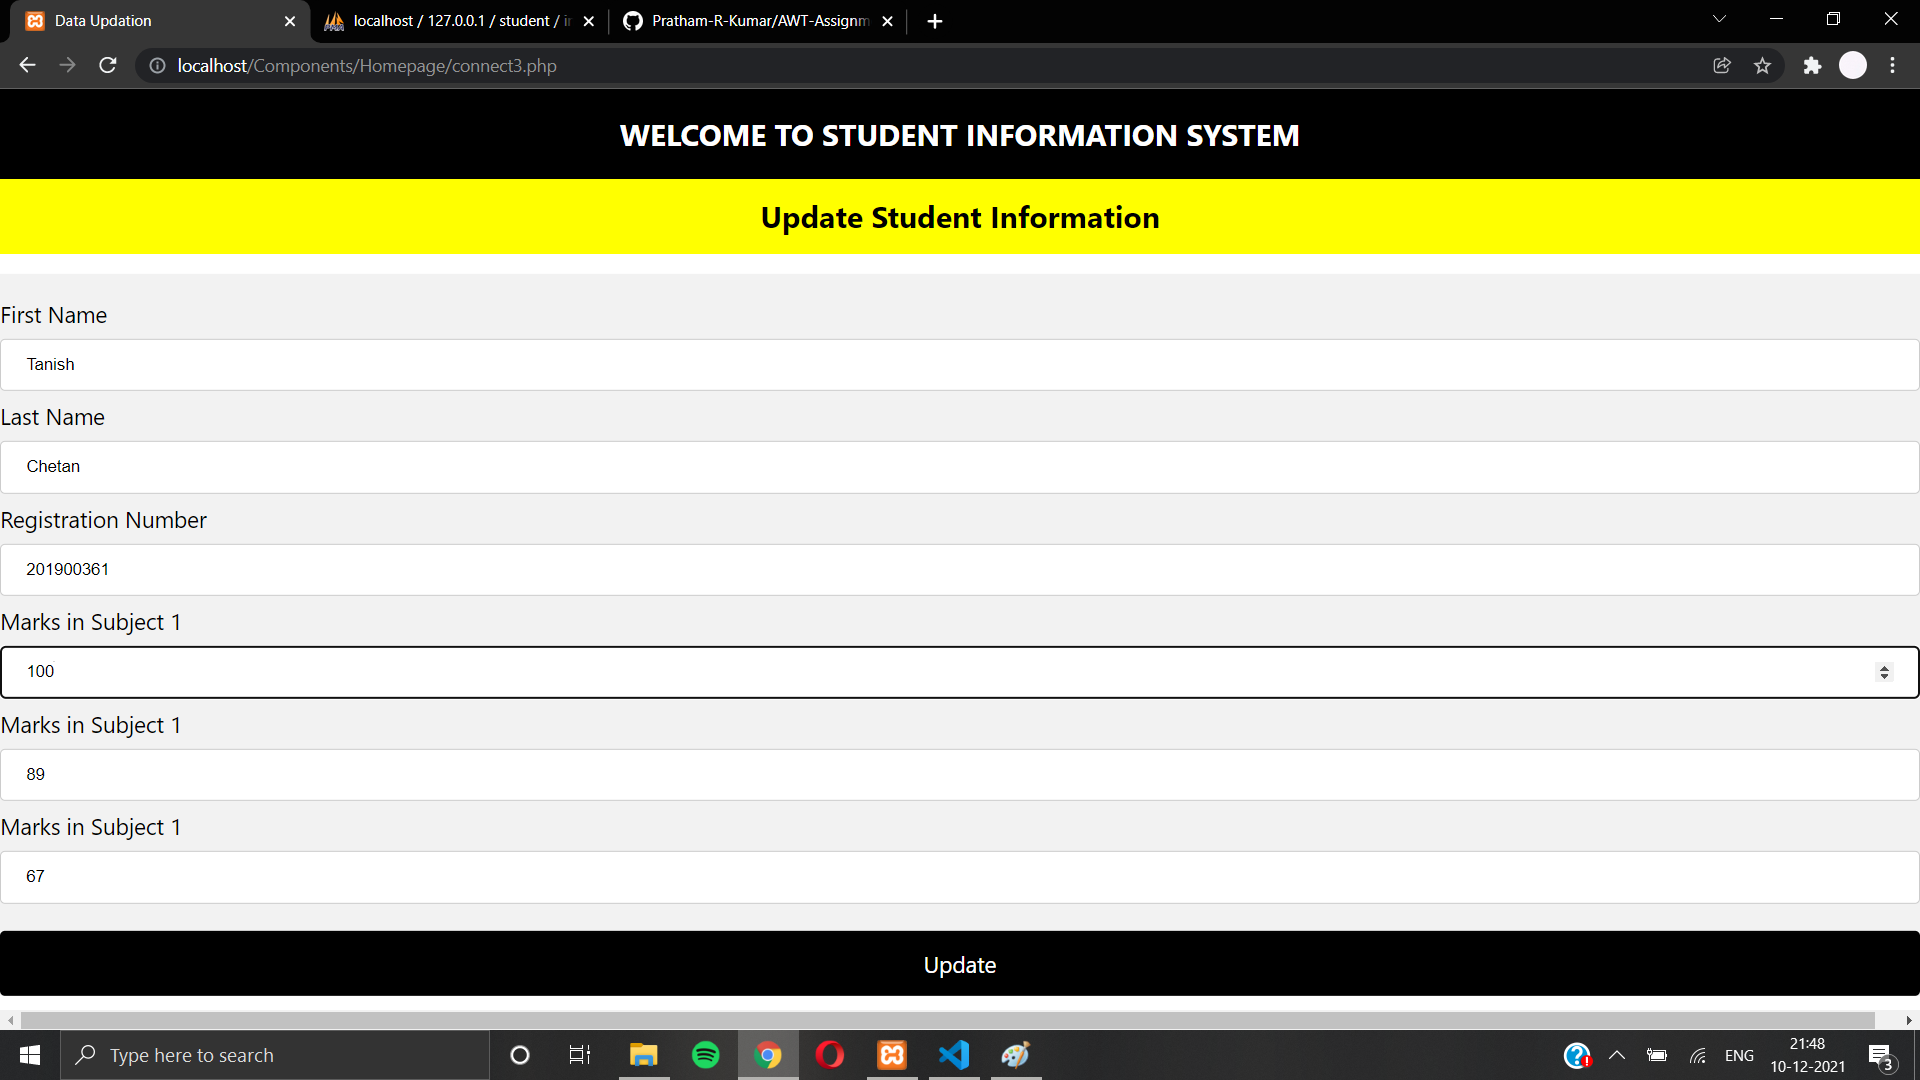 Data Updation
localhost / 127.0.0.1 / student / in
Pratham-R-Kumar/AWT-Assignm
localhost/Components/Homepage/connect3.php
WELCOME TO STUDENT INFORMATION SYSTEM
Update Student Information
First Name
Tanish
Last Name
Chetan
Registration Number
201900361
Marks in Subject 1
100
Marks in Subject 1
89
Marks in Subject 1
67
Update
Type here to search
ENG
21:48
10-12-2021
3